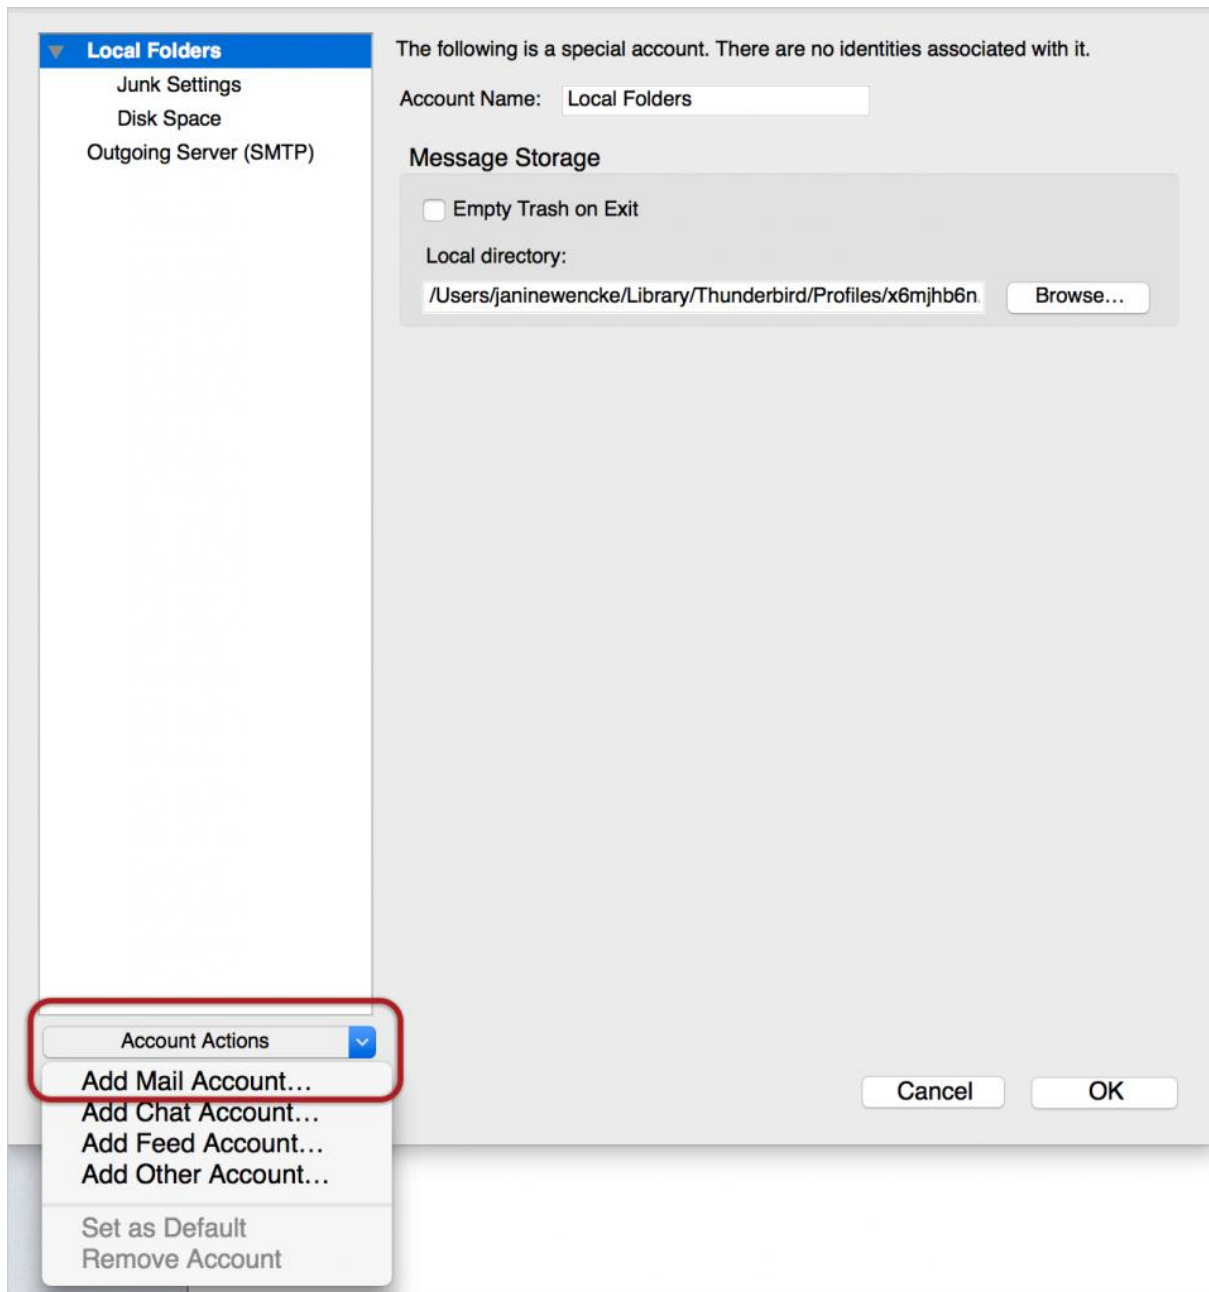 Local Folders
Junk Settings
Disk Space
Outgoing Server (SMTP)
The following is a special account. There are no identities associated with it.
Account Name: Local Folders
Message Storage
Empty Trash on Exit
Local directory:
/Users/janinewencke/Library/Thunderbird/Profiles/x6mjhb6n. Browse...
Account Actions
Add Mail Account...
Add Chat Account...
Add Feed Account...
Add Other Account...
Set as Default
Remove Account
Cancel OK